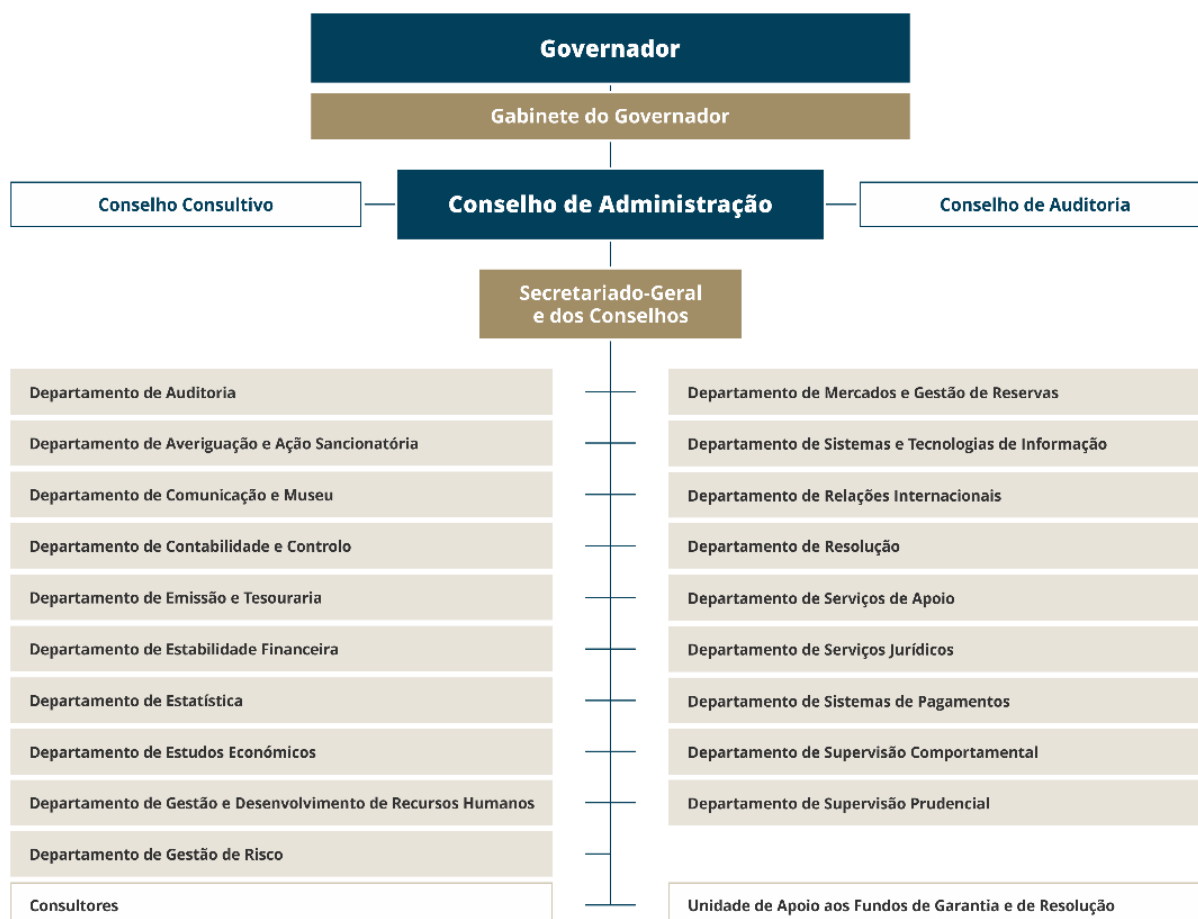 Governador
Gabinete do Governador
Conselho Consultivo
Conselho de Administração
Conselho de Auditoria
Secretariado-Geral
e dos Conselhos
Departamento de Auditoria
Departamento de Averiguação e Ação Sancionatória
Departamento de Comunicação e Museu
Departamento de Contabilidade e Controlo
Departamento de Emissão e Tesouraria
Departamento de Estabilidade Financeira
Departamento de Estatística
Departamento de Estudos Económicos
Departamento de Gestão e Desenvolvimento de Recursos Humanos
Departamento de Gestão de Risco
Consultores
Departamento de Mercados e Gestão de Reservas
Departamento de Sistemas e Tecnologias de Informação
Departamento de Relações Internacionais
Departamento de Resolução
Departamento de Serviços de Apoio
Departamento de Serviços Jurídicos
Departamento de Sistemas de Pagamentos
Departamento de Supervisão Comportamental
Departamento de Supervisão Prudencial
Unidade de Apoio aos Fundos de Garantia e de Resolução